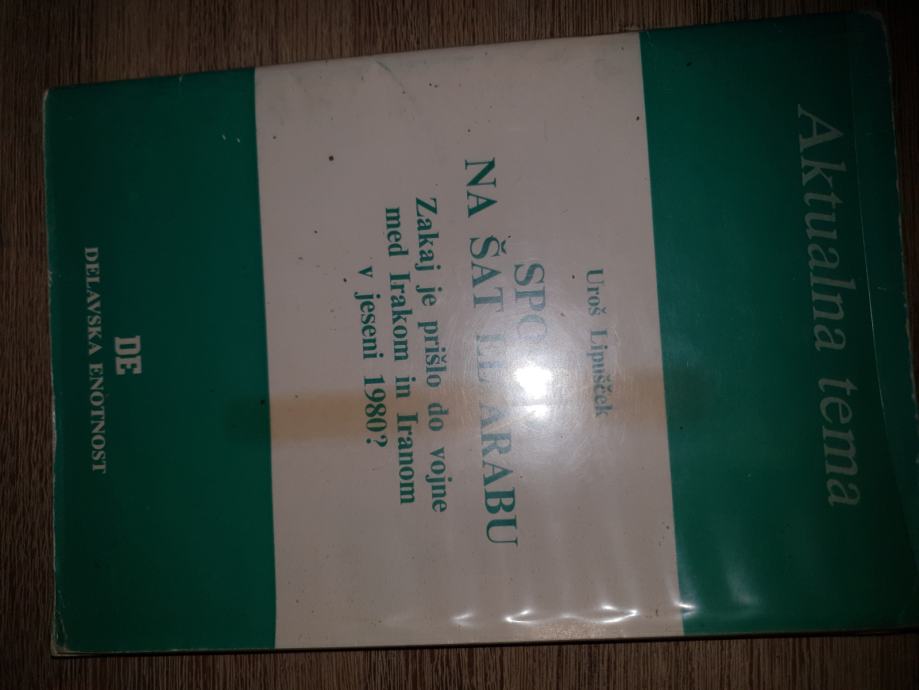 Aktualna tema
Uroš Lipušček
NA ŠAT EL ARABU
Zakaj je prišlo do vojne
med Irakom in Iranom
v jeseni 1980?
DE
DELAVSKA ENOTNOST